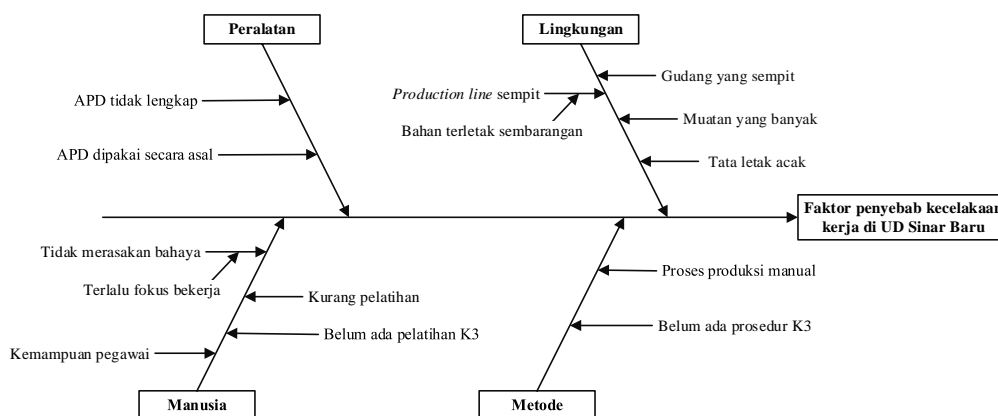 Peralatan
Lingkungan
Gudang yang sempit
APD tidak lengkap
Production line sempit
Bahan terletak sembarangan
Muatan yang banyak
APD dipakai secara asal
Tata letak acak
Faktor penyebab kecelakaan
kerja di UD Sinar Baru
Tidak merasakan bahaya
Terlalu fokus bekerja
Proses produksi manual
Kurang pelatihan
Belum ada pelatihan K3
Belum ada prosedur K3
Kemampuan pegawai
Manusia
Metode